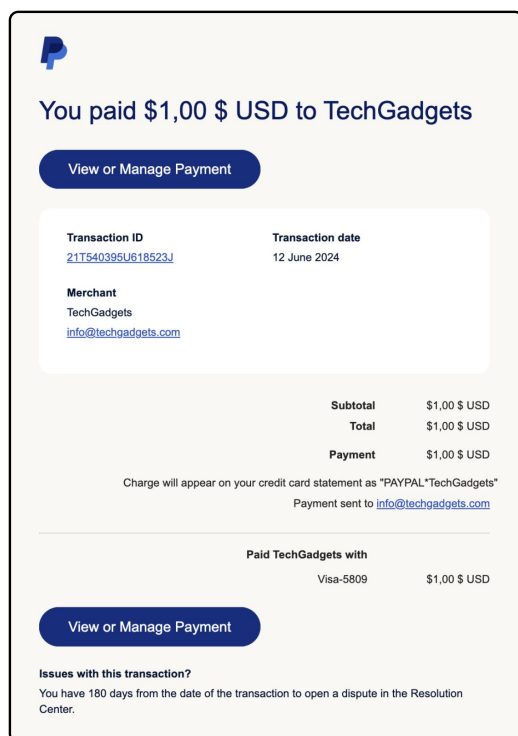 You paid $1,00 $ USD to TechGadgets
View or Manage Payment
Transaction ID
21T540395U618523J
Transaction date
12 June 2024
Merchant
TechGadgets
info@techgadgets.com
Subtotal $1,00 $ USD
Total $1,00 $ USD
Payment $1,00 $ USD
Charge will appear on your credit card statement as "PAYPAL*TechGadgets"
Payment sent to info@techgadgets.com
Paid TechGadgets with
Visa-5809 $1,00 $ USD
View or Manage Payment
Issues with this transaction?
You have 180 days from the date of the transaction to open a dispute in the Resolution
Center.